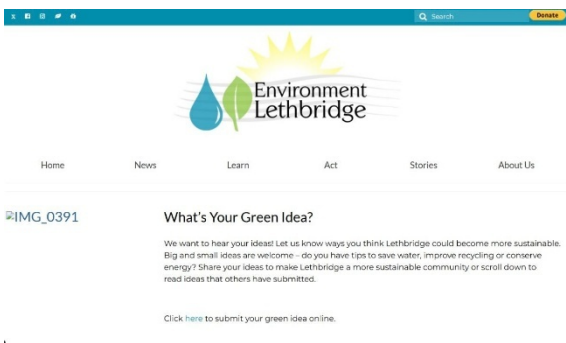 Search
Donate
Environment
Lethbridge
Home News Learn Act Stories About Us
IMG_0391
What's Your Green Idea?
We want to hear your ideas! Let us know ways you think Lethbridge could become more sustainable.
Big and small ideas are welcome – do you have tips to save water, improve recycling or conserve
energy? Share your ideas to make Lethbridge a more sustainable community or scroll down to
read ideas that others have submitted.
Click here to submit your green idea online.